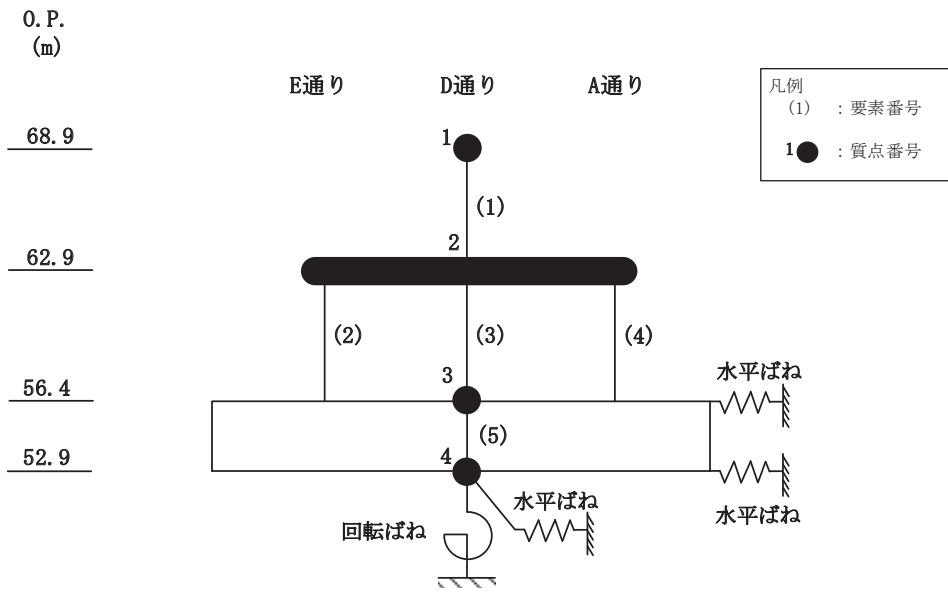 O.P.
(m)
E通り D通り A通り
凡例
(1) : 要素番号
1 : 質点番号
68.9
1
(1)
62.9
2
(2)
(3)
(4)
56.4
3
水平ばね
(5)
52.9
4
水平ばね
水平ばね
回転ばね